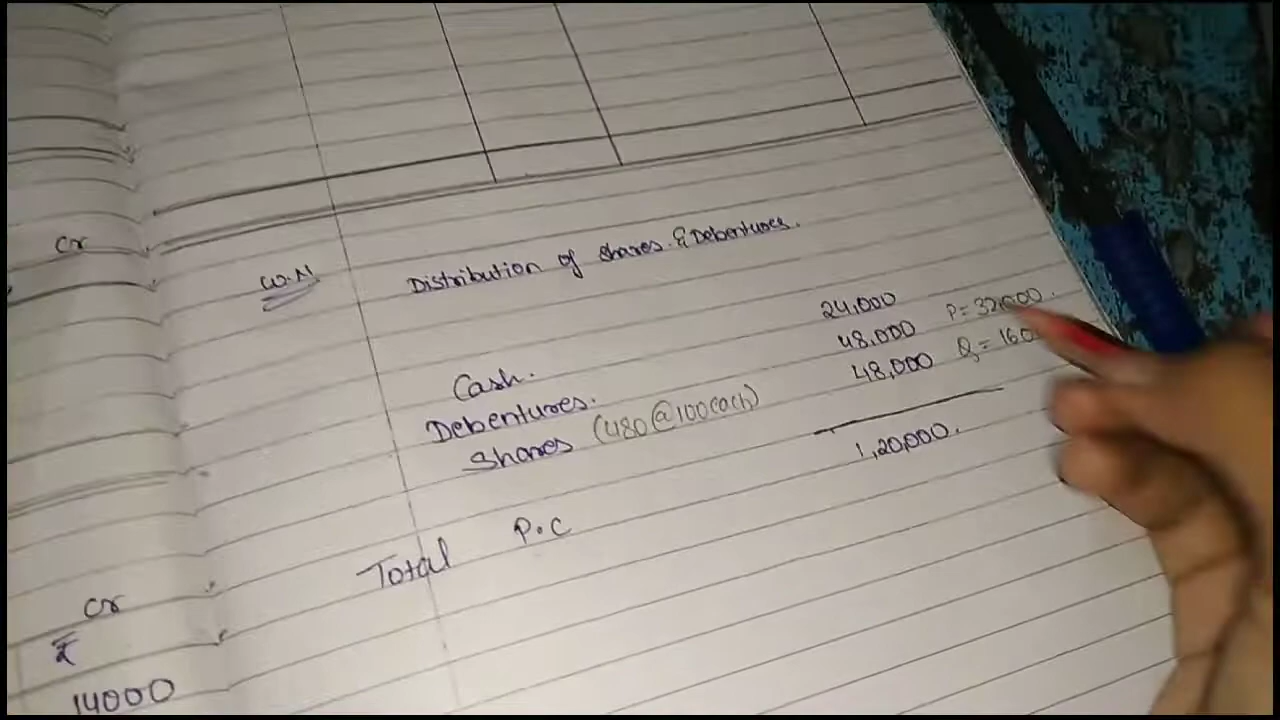 Cr
W.N
Distribution of shares & Debentures.
Cash. 24,000
Debentures. 48,000 P = 32,000.
Shares (480 @ 100 each) 48,000 Q =
1,20,000.
Total P.C
Cr
₹
14000